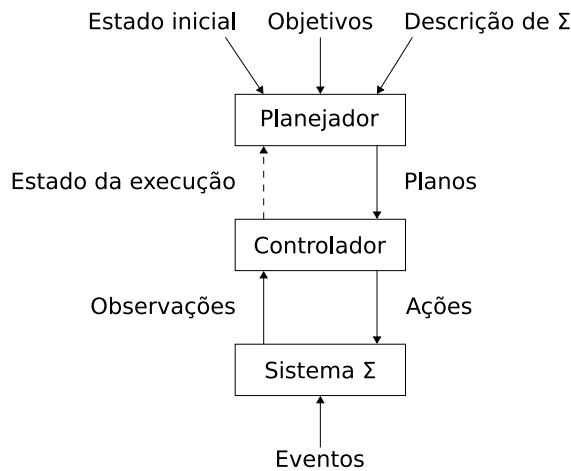 Estado inicial
Objetivos
Descrição de Σ
Planejador
Estado da execução
Planos
Controlador
Observações
Ações
Sistema Σ
Eventos